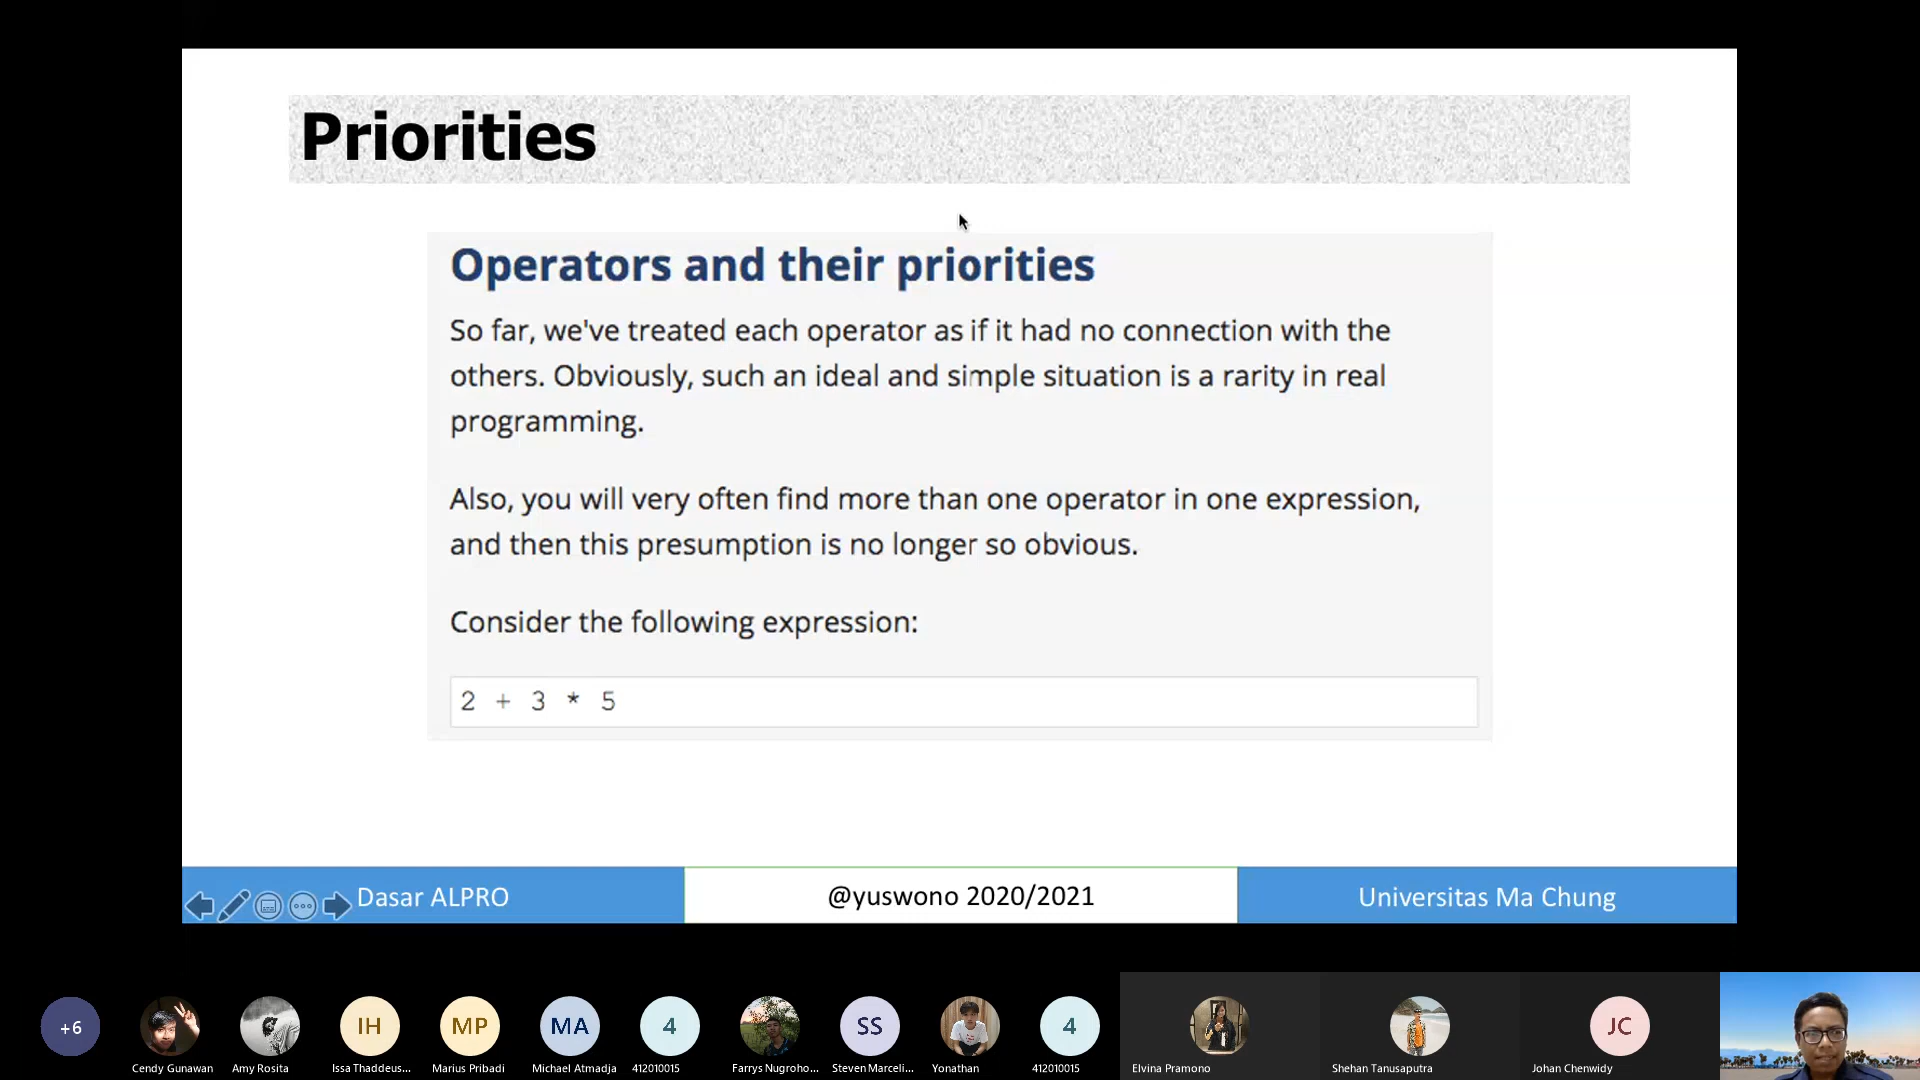 Priorities
Operators and their priorities
So far, we've treated each operator as if it had no connection with the
others. Obviously, such an ideal and simple situation is a rarity in real
programming.
Also, you will very often find more than one operator in one expression,
and then this presumption is no longer so obvious.
Consider the following expression:
2 + 3 * 5
Dasar ALPRO
@yuswono 2020/2021
Universitas Ma Chung
+6
IH
MP
MA
4
SS
4
JC
Cendy Gunawan
Amy Rosita
Issa Thaddeus...
Marius Pribadi
Michael Atmadja
412010015
Farrys Nugroho...
Steven Marceli...
Yonathan
412010015
Elvina Pramono
Shehan Tanusaputra
Johan Chenwidy